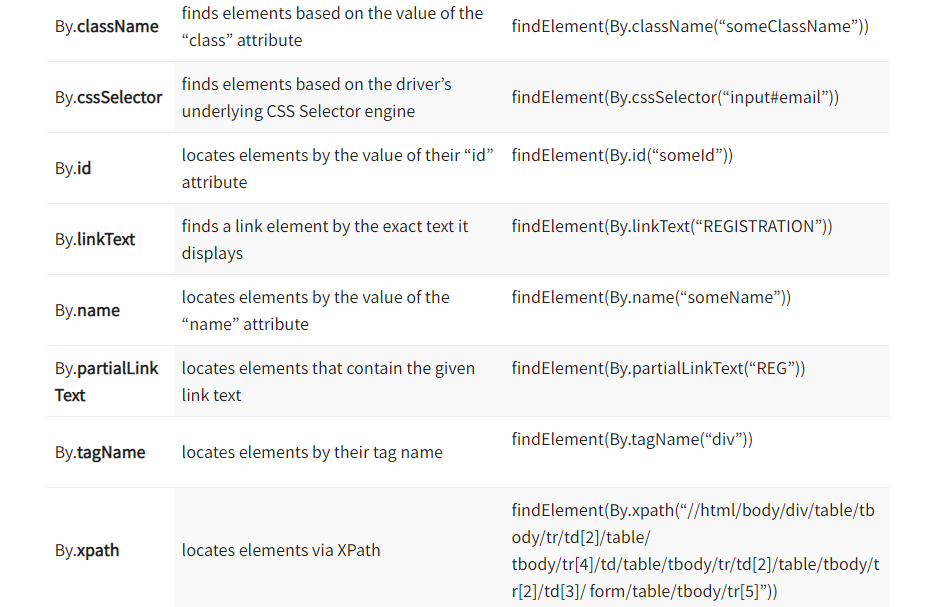 By.className
finds elements based on the value of the
“class” attribute
findElement(By.className(“someClassName”))
By.cssSelector
finds elements based on the driver’s
underlying CSS Selector engine
findElement(By.cssSelector(“input#email”))
By.id
locates elements by the value of their “id”
attribute
findElement(By.id(“someId”))
By.linkText
finds a link element by the exact text it
displays
findElement(By.linkText(“REGISTRATION”))
By.name
locates elements by the value of the
“name” attribute
findElement(By.name(“someName”))
By.partialLink
Text
locates elements that contain the given
link text
findElement(By.partialLinkText(“REG”))
By.tagName
locates elements by their tag name
findElement(By.tagName(“div”))
By.xpath
locates elements via XPath
findElement(By.xpath(“//html/body/div/table/tb
ody/tr/td[2]/table/
tbody/tr[4]/td/table/tbody/tr/td[2]/table/tbody/t
r[2]/td[3]/ form/table/tbody/tr[5]”))